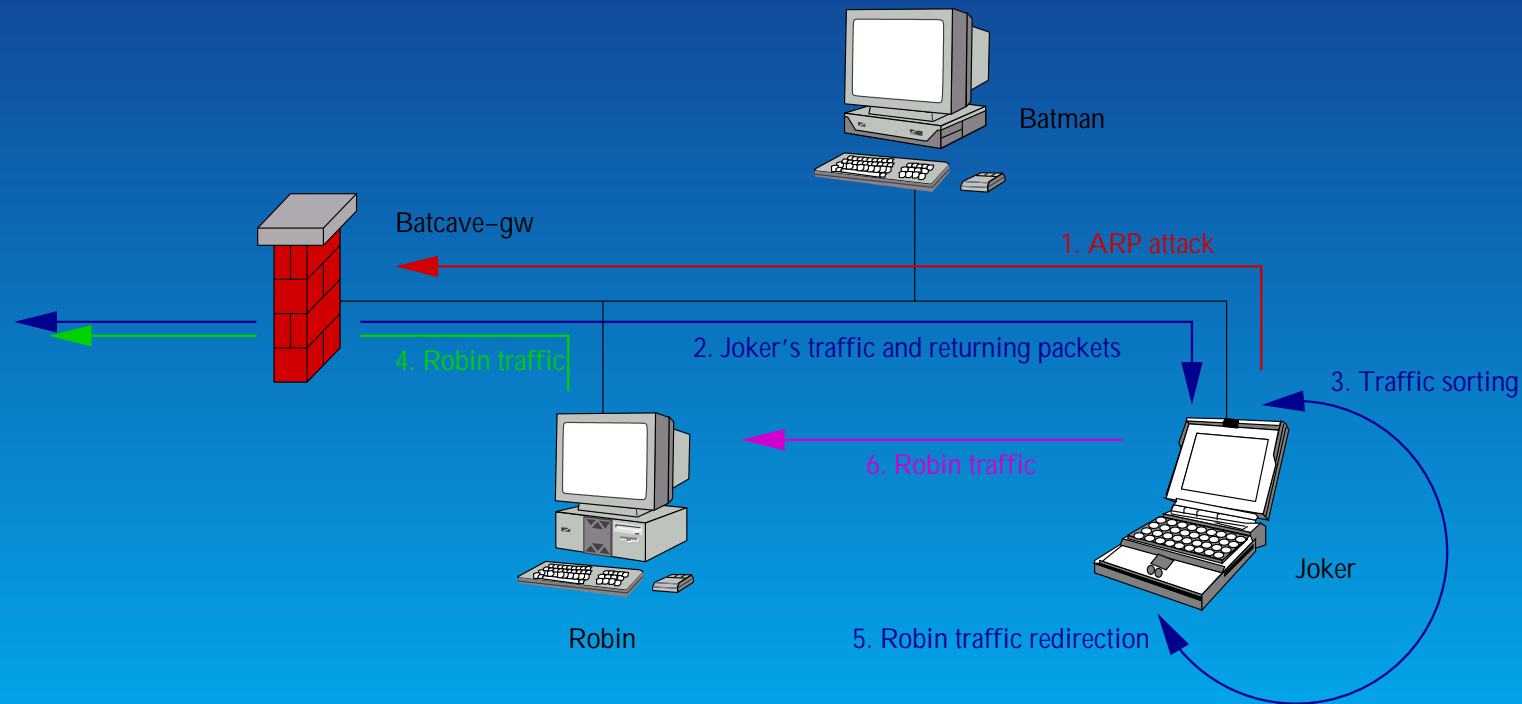 Batman
Batcave−gw
1. ARP attack
2. Joker's traffic and returning packets
4. Robin traffic
3. Traffic sorting
6. Robin traffic
Joker
Robin
5. Robin traffic redirection